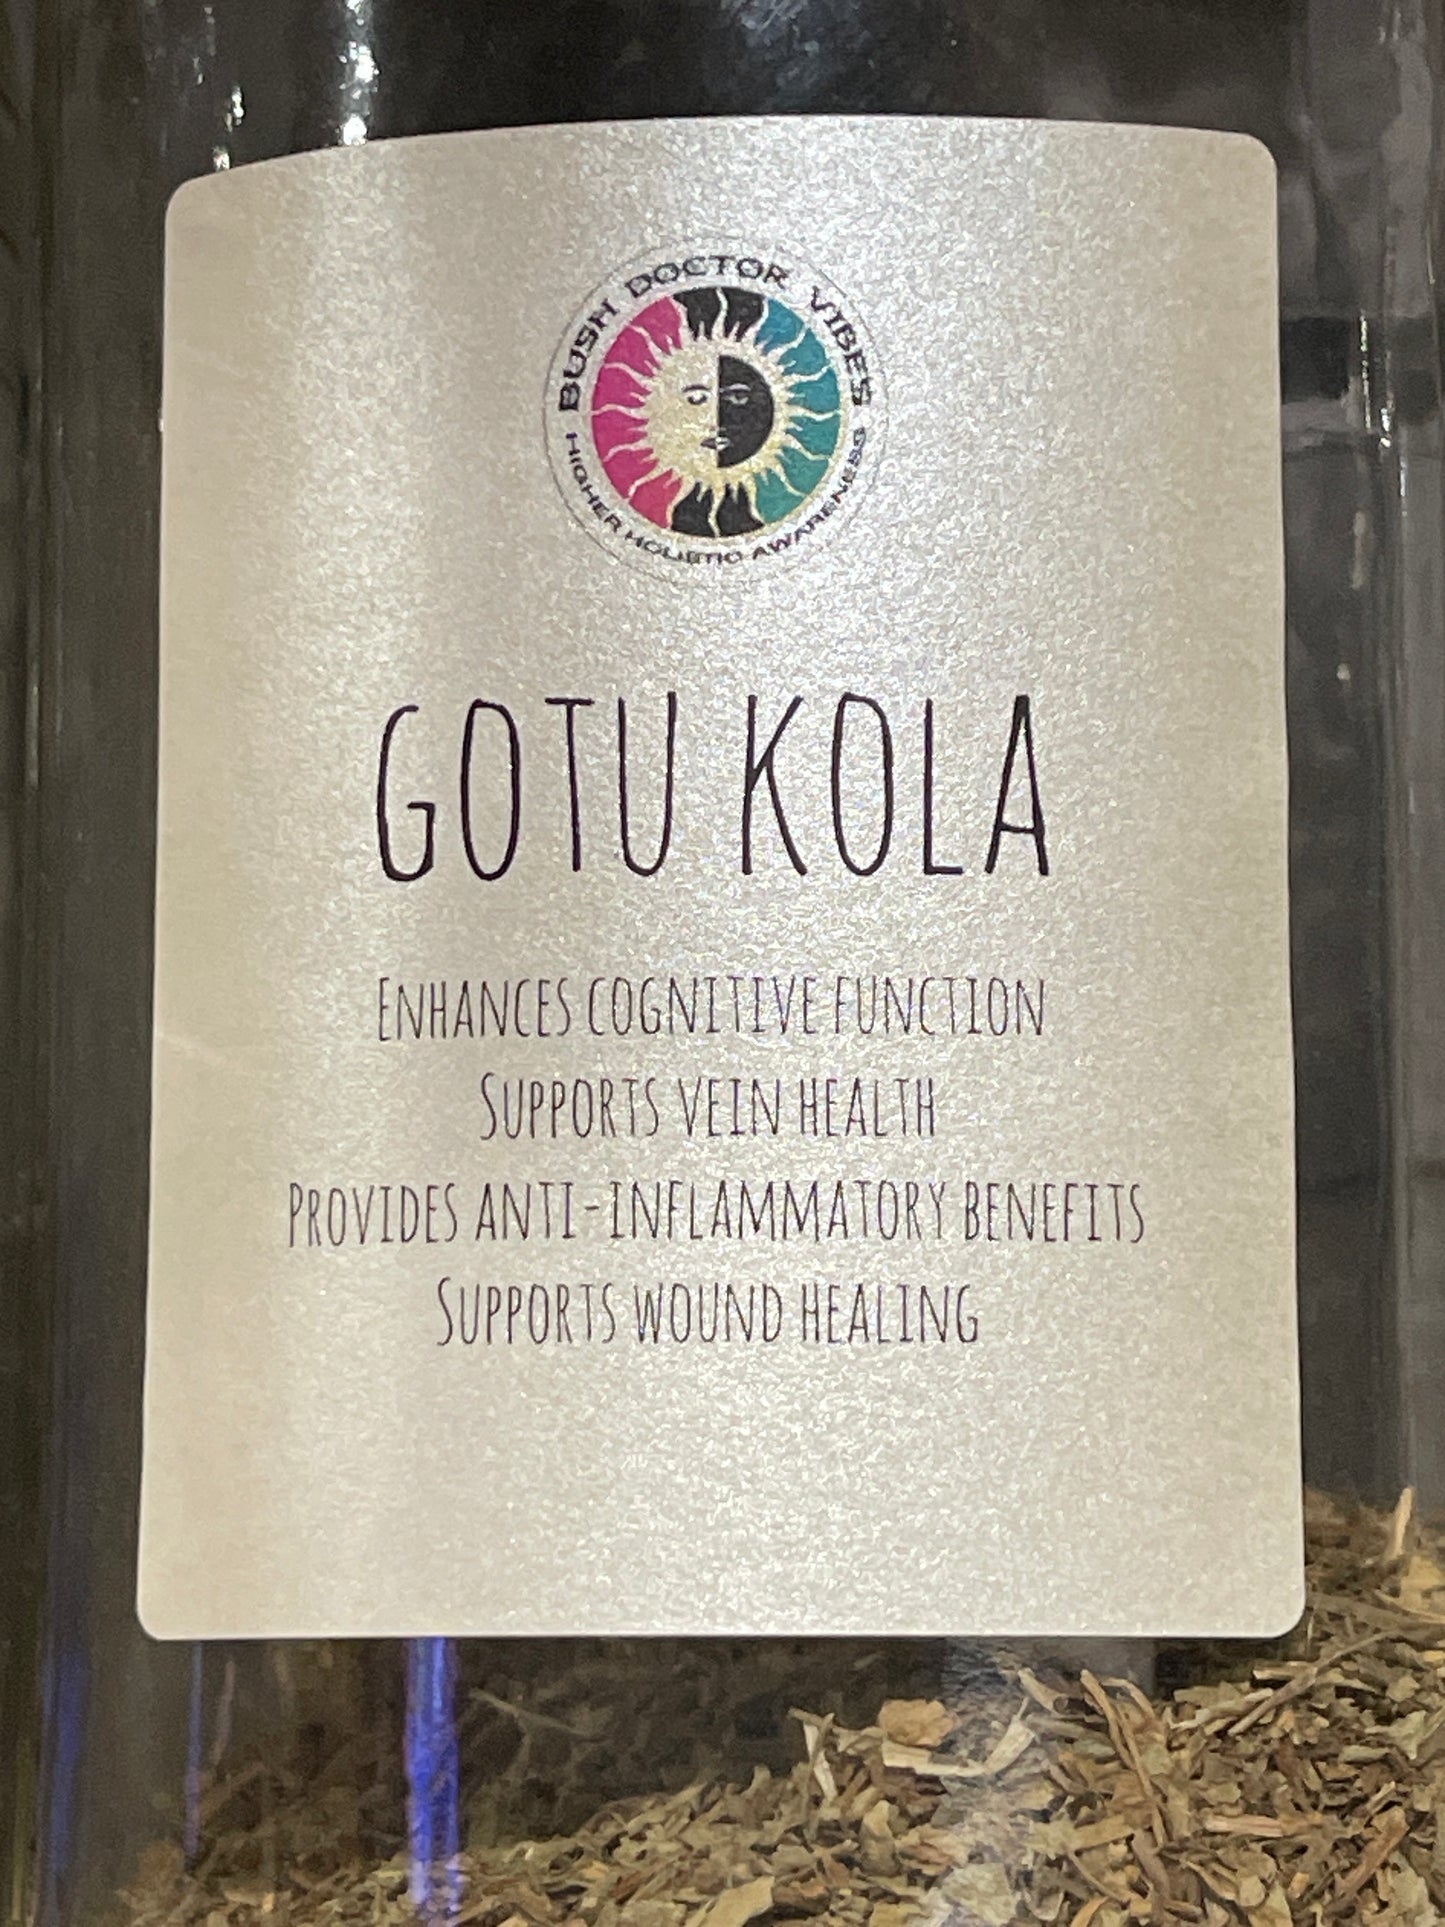 BUSH DOCTOR VIBES
HIGHER HOLISTIC AWARENESS
GOTU KOLA
ENHANCES COGNITIVE FUNCTION
SUPPORTS VEIN HEALTH
PROVIDES ANTI-INFLAMMATORY BENEFITS
SUPPORTS WOUND HEALING